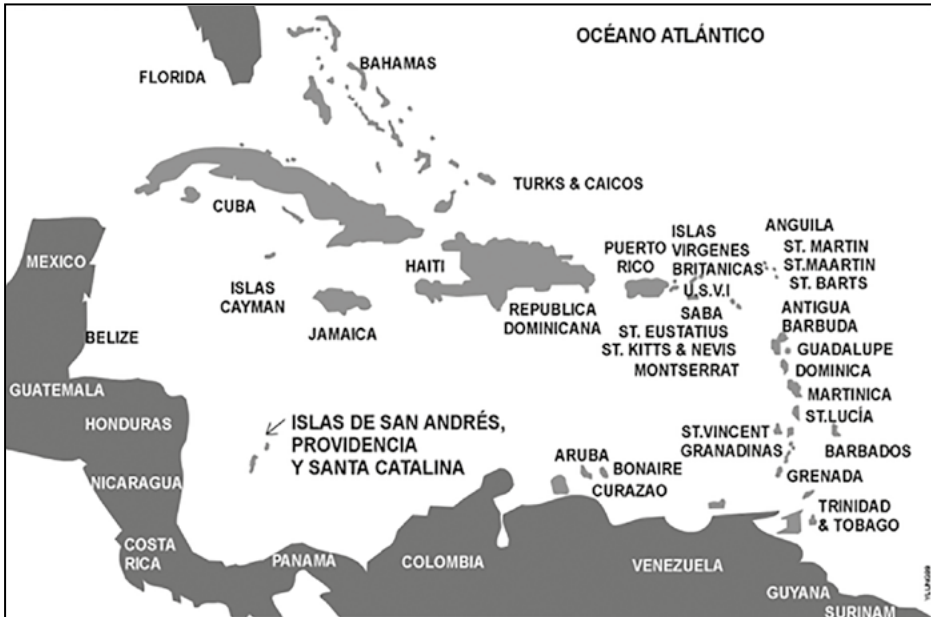 OCÉANO ATLÁNTICO
FLORIDA
BAHAMAS
TURKS & CAICOS
CUBA
MEXICO
ISLAS
CAYMAN
JAMAICA
HAITI
REPUBLICA
DOMINICANA
PUERTO
RICO
ISLAS
VIRGENES
BRITANICAS
U.S.V.I
ANGUILA
ST. MARTIN
ST.MAARTIN
ST. BARTS
SABA
ST. EUSTATIUS
ST. KITTS & NEVIS
MONTSERRAT
ANTIGUA
BARBUDA
GUADALUPE
DOMINICA
MARTINICA
ST.LUCÍA
BELIZE
GUATEMALA
HONDURAS
NICARAGUA
ISLAS DE SAN ANDRÉS,
PROVIDENCIA
Y SANTA CATALINA
ARUBA
BONAIRE
CURAZAO
ST.VINCENT
GRANADINAS
BARBADOS
GRENADA
TRINIDAD
& TOBAGO
COSTA
RICA
PANAMA
COLOMBIA
VENEZUELA
GUYANA
SURINAM